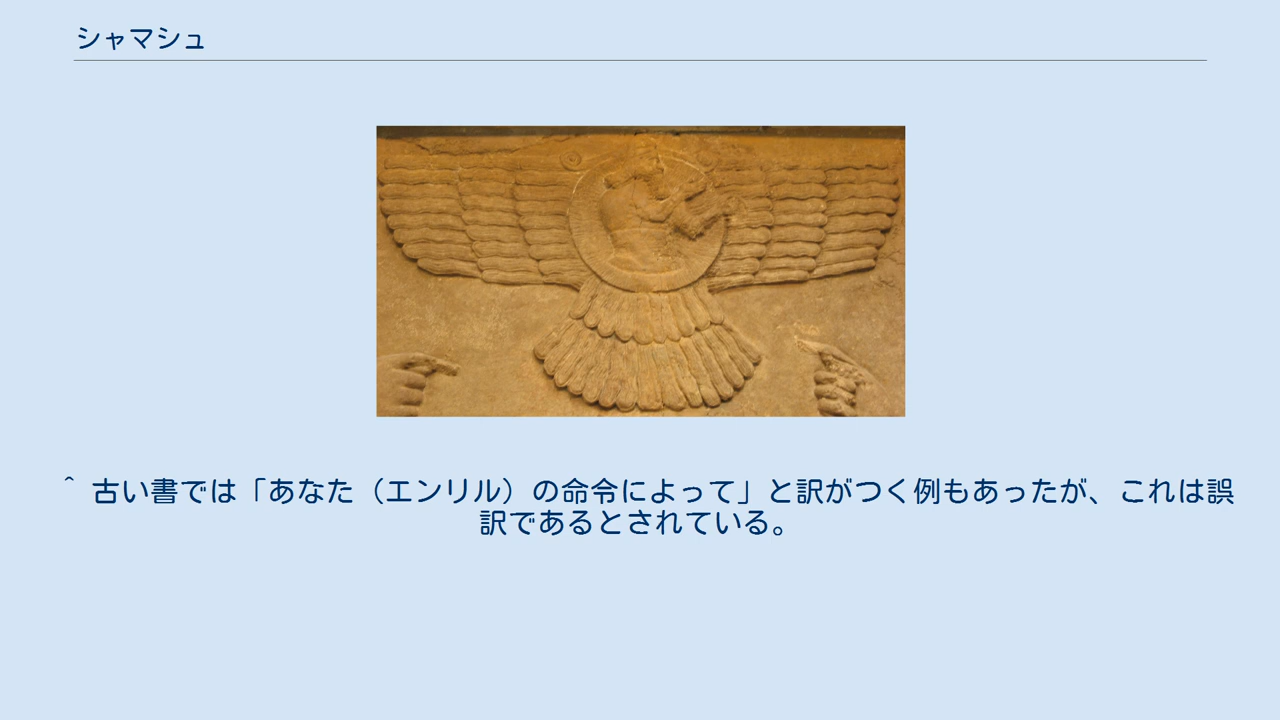 シャマシュ
^ 古い書では「あなた（エンリル）の命令によって」と訳がつく例もあったが、これは誤
訳であるとされている。